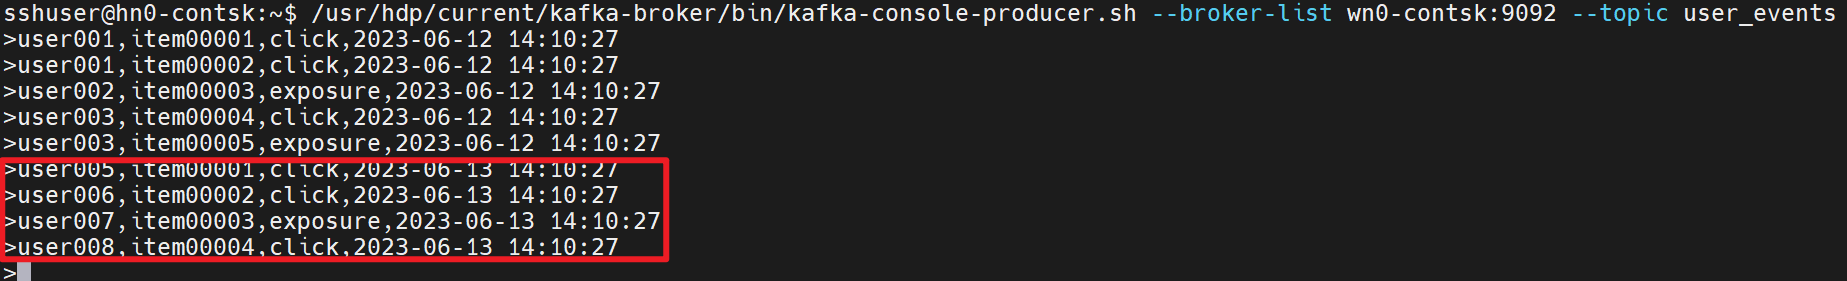 sshuser@hn0-contsk:~$ /usr/hdp/current/kafka-broker/bin/kafka-console-producer.sh --broker-list wn0-contsk:9092 --topic user_events
>user001,item00001,click,2023-06-12 14:10:27
>user001,item00002,click,2023-06-12 14:10:27
>user002,item00003,exposure,2023-06-12 14:10:27
>user003,item00004,click,2023-06-12 14:10:27
>user003,item00005,exposure,2023-06-12 14:10:27
>user005,item00001,click,2023-06-13 14:10:27
>user006,item00002,click,2023-06-13 14:10:27
>user007,item00003,exposure,2023-06-13 14:10:27
>user008,item00004,click,2023-06-13 14:10:27
>